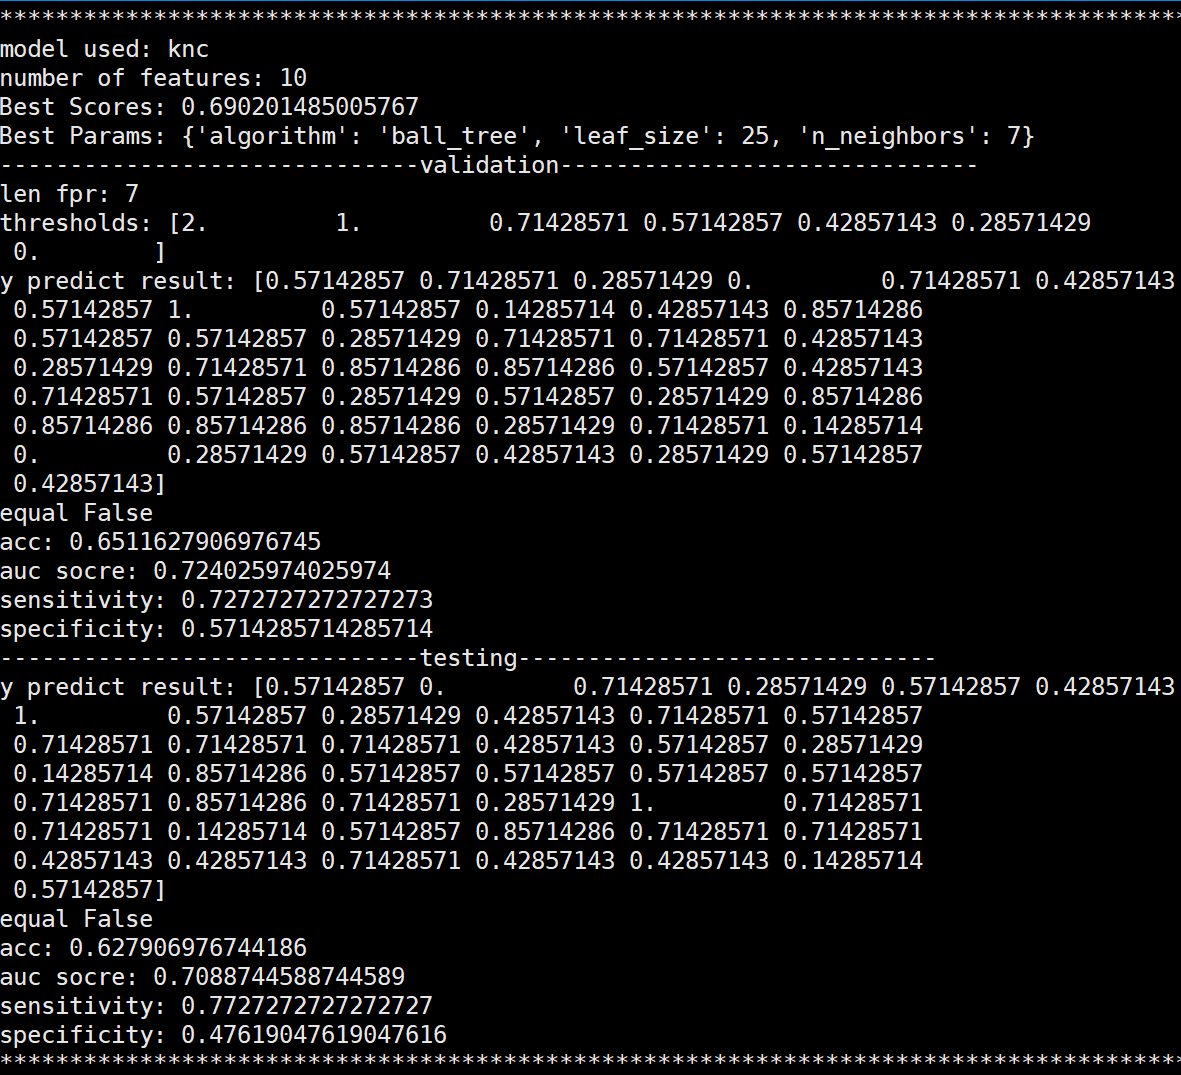 *************************************************************************************
model used: knc
number of features: 10
Best Scores: 0.690201485005767
Best Params: {'algorithm': 'ball_tree', 'leaf_size': 25, 'n_neighbors': 7}
------------------------------validation------------------------------
len fpr: 7
thresholds: [2.         1.         0.71428571 0.57142857 0.42857143 0.28571429
 0.        ]
y predict result: [0.57142857 0.71428571 0.28571429 0.         0.71428571 0.42857143
 0.57142857 1.         0.57142857 0.14285714 0.42857143 0.85714286
 0.57142857 0.57142857 0.28571429 0.71428571 0.71428571 0.42857143
 0.28571429 0.71428571 0.85714286 0.85714286 0.57142857 0.42857143
 0.71428571 0.57142857 0.28571429 0.57142857 0.28571429 0.85714286
 0.85714286 0.85714286 0.85714286 0.28571429 0.71428571 0.14285714
 0.         0.28571429 0.57142857 0.42857143 0.28571429 0.57142857
 0.42857143]
equal False
acc: 0.6511627906976745
auc socre: 0.724025974025974
sensitivity: 0.7272727272727273
specificity: 0.5714285714285714
------------------------------testing------------------------------
y predict result: [0.57142857 0.         0.71428571 0.28571429 0.57142857 0.42857143
 1.         0.57142857 0.28571429 0.42857143 0.71428571 0.57142857
 0.71428571 0.71428571 0.71428571 0.42857143 0.57142857 0.28571429
 0.14285714 0.85714286 0.57142857 0.57142857 0.57142857 0.57142857
 0.71428571 0.85714286 0.71428571 0.28571429 1.         0.71428571
 0.71428571 0.14285714 0.57142857 0.85714286 0.71428571 0.71428571
 0.42857143 0.42857143 0.71428571 0.42857143 0.42857143 0.14285714
 0.57142857]
equal False
acc: 0.627906976744186
auc socre: 0.7088744588744589
sensitivity: 0.7727272727272727
specificity: 0.47619047619047616
*************************************************************************************